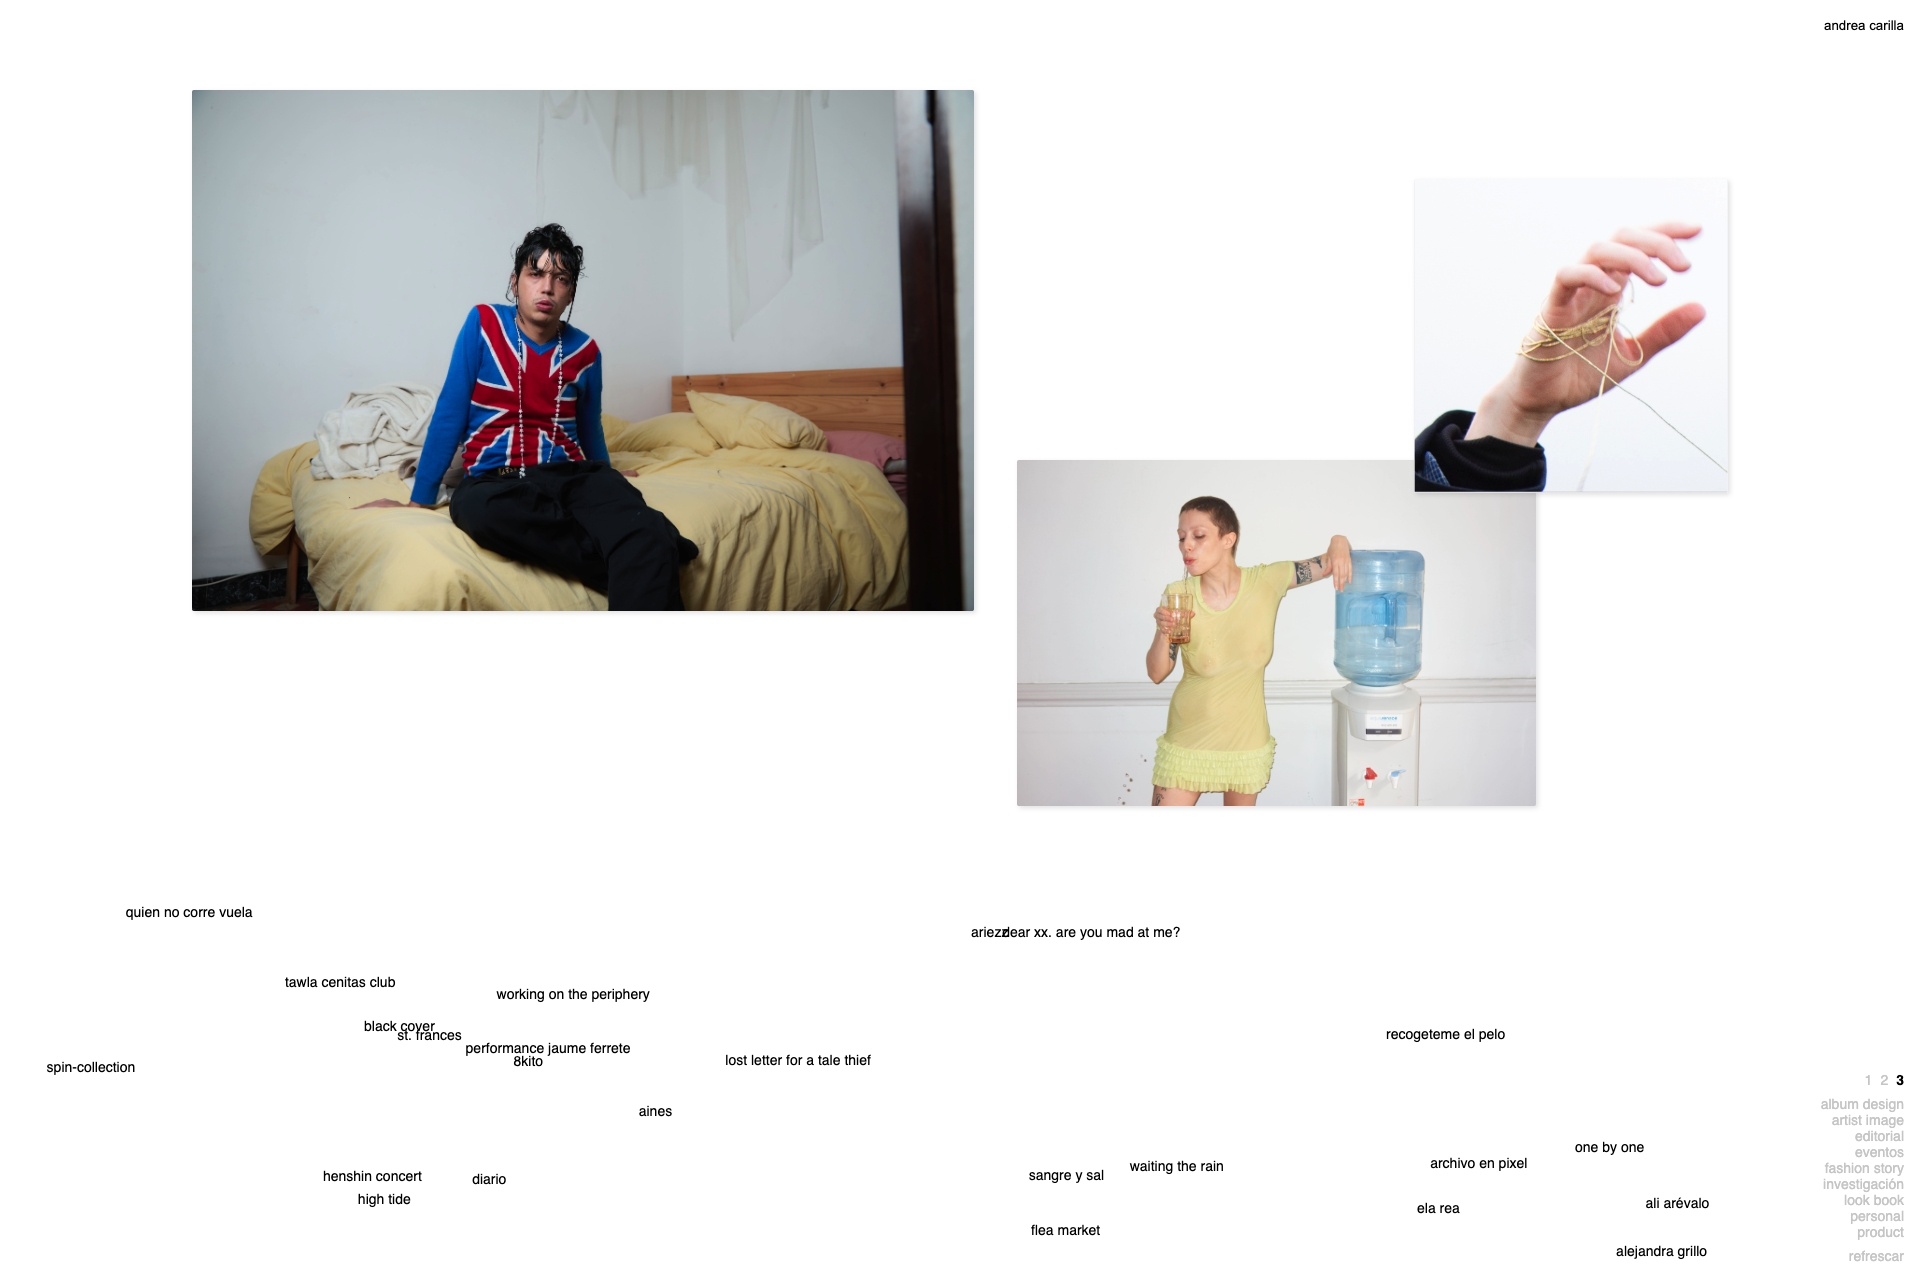 andrea carilla
quien no corre vuela
ariezz
dear xx. are you mad at me?
tawla cenitas club
working on the periphery
black cover
st. frances
recogeteme el pelo
performance jaume ferrete
8kito
lost letter for a tale thief
spin-collection
1 2 3
album design
aines
artist image
editorial
one by one
eventos
archivo en pixel
waiting the rain
fashion story
sangre y sal
henshin concert
diario
investigación
high tide
look book
ali arévalo
ela rea
personal
flea market
product
alejandra grillo
refrescar